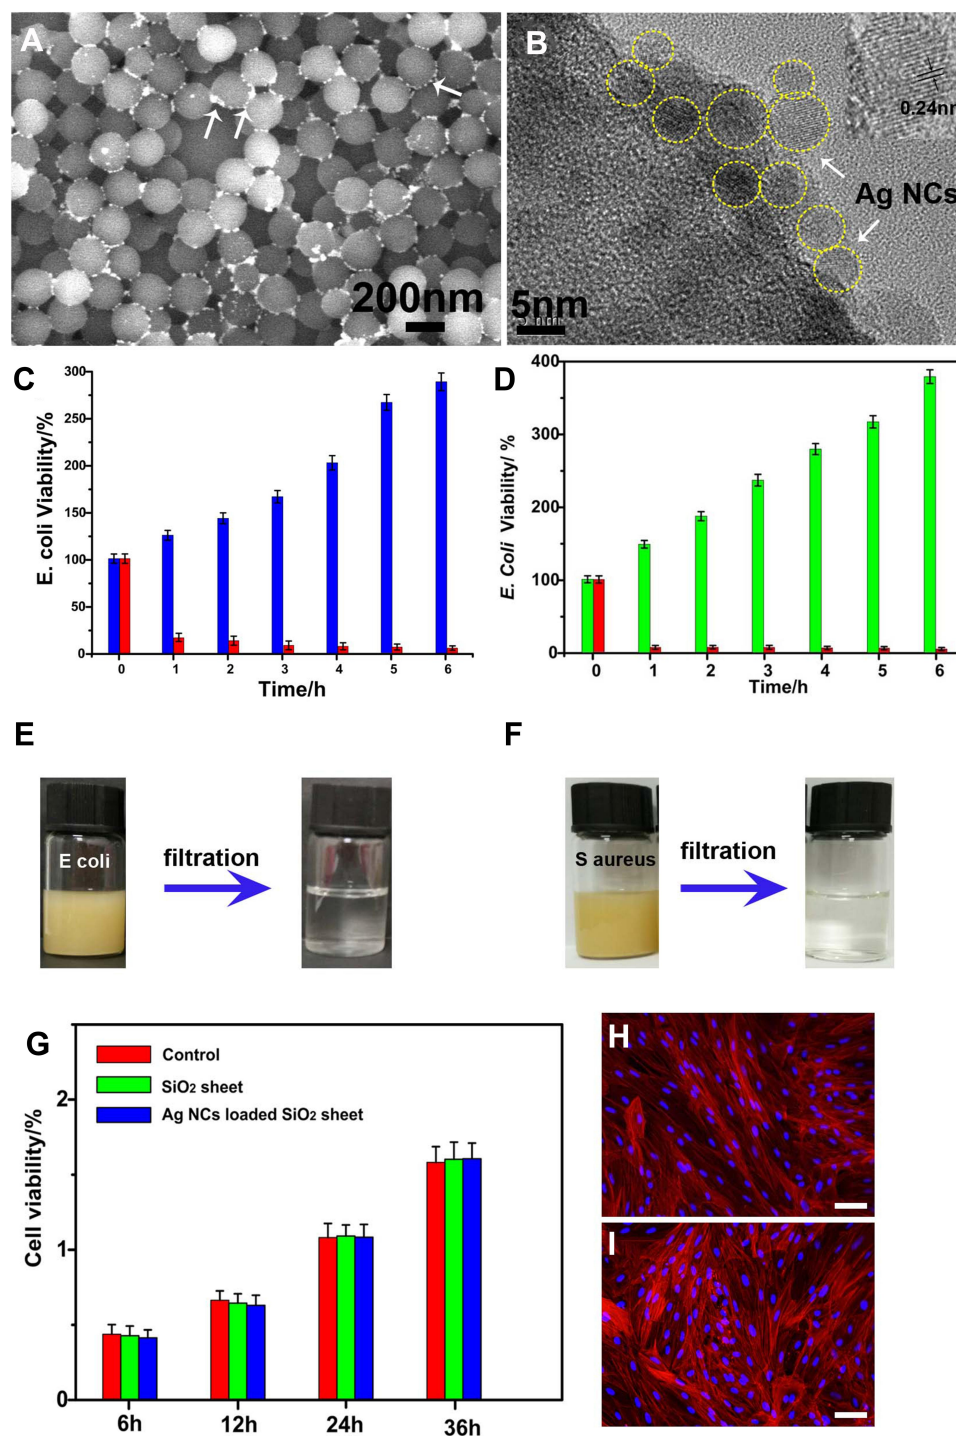 A
200nm
B
0.24nm
Ag NCs
5nm
C
E. coli Viability/%
300
250
200
150
100
50
25
0
0 1 2 3 4 5 6
Time/h
D
E. Coli Viability/ %
400
300
200
100
0
0 1 2 3 4 5 6
Time/h
E
E coli
filtration
F
S aureus
filtration
G
Control
SiO2 sheet
Ag NCs loaded SiO2 sheet
Cell viability/%
2
1
0
6h 12h 24h 36h
H
I